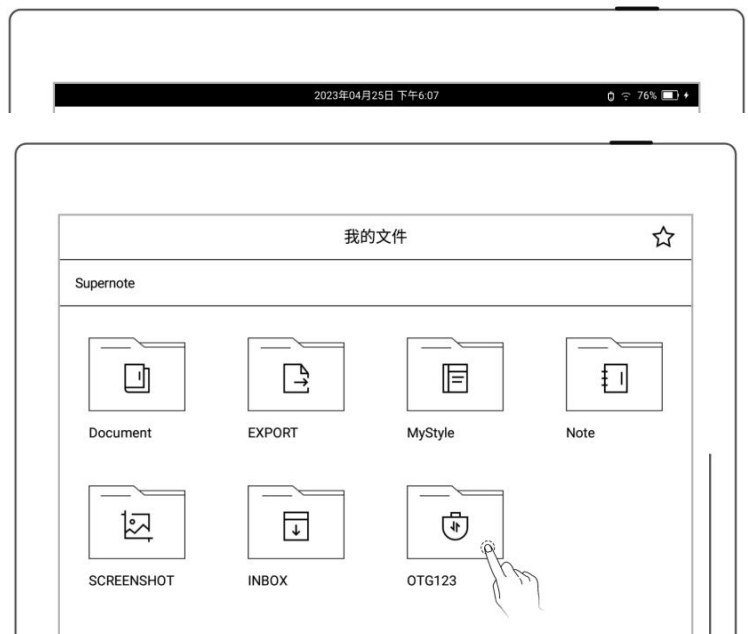 2023年04月25日 下午6:07 76%
我的文件
Supernote
Document EXPORT MyStyle Note
SCREENSHOT INBOX OTG123